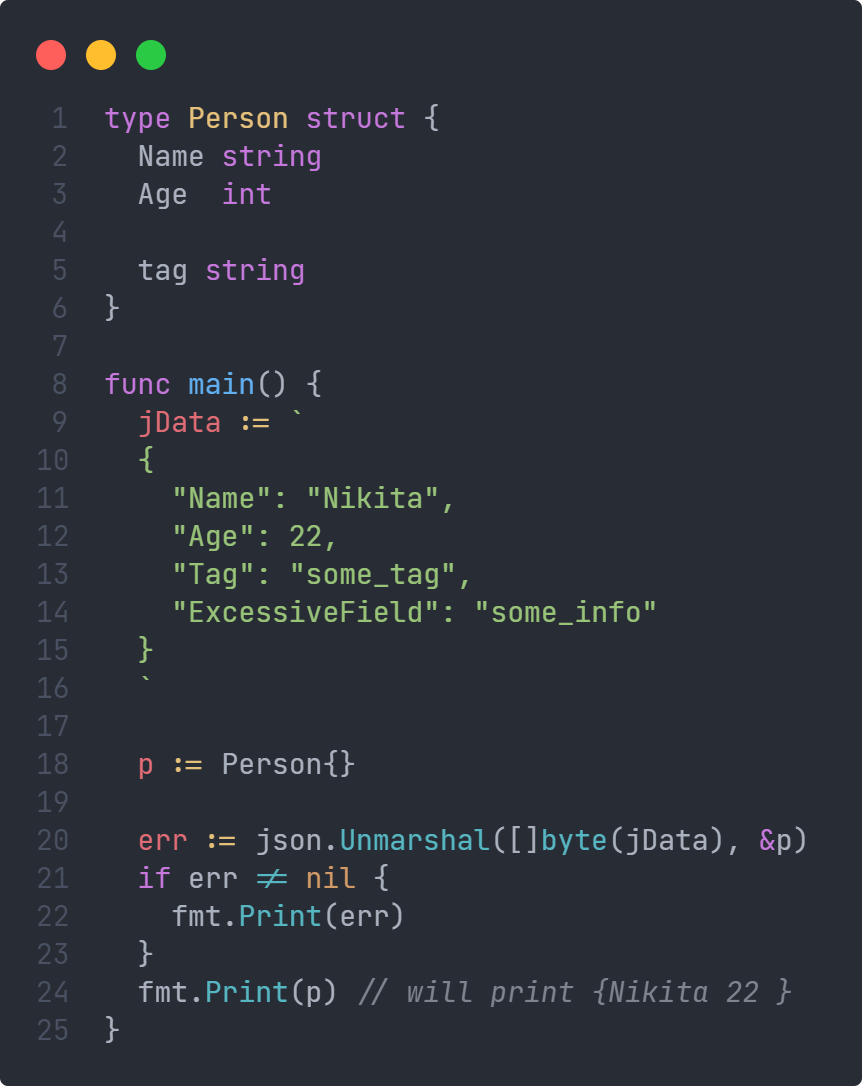 1 type Person struct {
2 Name string
3 Age  int
4
5 tag string
6 }
7
8 func main() {
9 jData := `
10 {
11 "Name": "Nikita",
12 "Age": 22,
13 "Tag": "some_tag",
14 "ExcessiveField": "some_info"
15 }
16 `
17
18 p := Person{}
19
20 err := json.Unmarshal([]byte(jData), &p)
21 if err != nil {
22 fmt.Print(err)
23 }
24 fmt.Print(p) // will print {Nikita 22 }
25 }